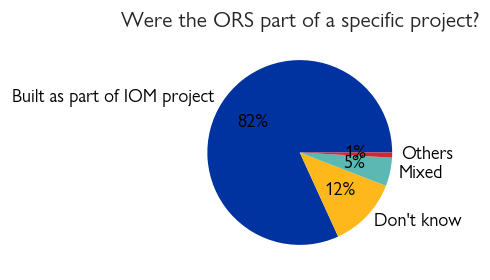 Were the ORS part of a specific project?
Built as part of IOM project
82%
1%
Others
5%
Mixed
12%
Don't know